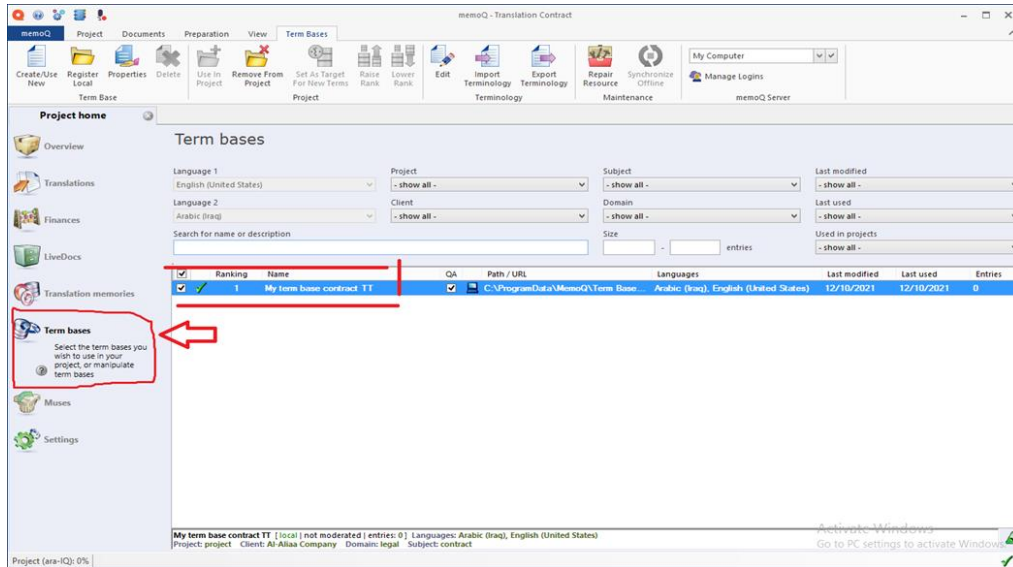 memoQ - Translation Contract
memoQ Project Documents Preparation View Term Bases
Create/Use New Register Local Properties Delete Use In Project Remove From Project Set As Target For New Terms Raise Rank Lower Rank Edit Import Terminology Export Terminology Repair Resource Synchronize Offline My Computer
Manage Logins
Term Base Project Terminology Maintenance memoQ Server
Project home
Overview
Translations
Finances
LiveDocs
Translation memories
Term bases
Select the term bases you
wish to use in your
project, or manipulate
term bases
Muses
Settings
Term bases
Language 1 Project Subject Last modified
English (United States) - show all - - show all - - show all -
Language 2 Client Domain Last used
Arabic (Iraq) - show all - - show all - - show all -
Search for name or description Size Used in projects
- entries - show all -
Ranking Name QA Path / URL Languages Last modified Last used Entries
1 My term base contract TT C:\ProgramData\MemoQ\Term Base... Arabic (Iraq), English (United States) 12/10/2021 12/10/2021 0
My term base contract TT [local | not moderated | entries: 0] Languages: Arabic (Iraq), English (United States)
Project: project Client: Al-Aliaa Company Domain: legal Subject: contract
Activate Windows
Go to PC settings to activate Windows.
Project (ara-IQ): 0%